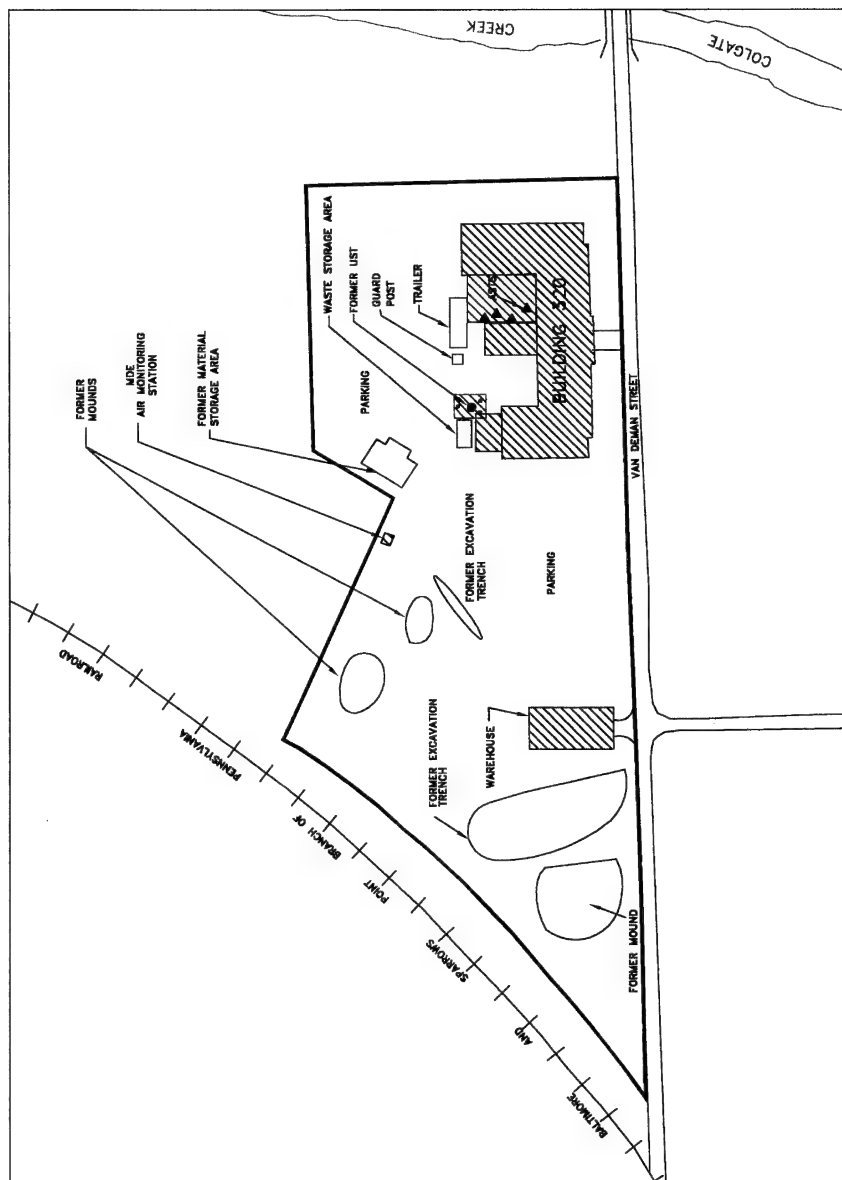 CREEK
COLGATE
WASTE STORAGE AREA
FORMER UST
GUARD
POST
TRAILER
ASTS
BUILDING 320
VAN DEMAN STREET
FORMER
MOUNDS
MDE
AIR MONITORING
STATION
FORMER MATERIAL
STORAGE AREA
PARKING
FORMER EXCAVATION
TRENCH
PARKING
WAREHOUSE
FORMER EXCAVATION
TRENCH
FORMER MOUND
BALTIMORE
AND
SPARROWS
POINT
BRANCH OF
PENNSYLVANIA
RAILROAD